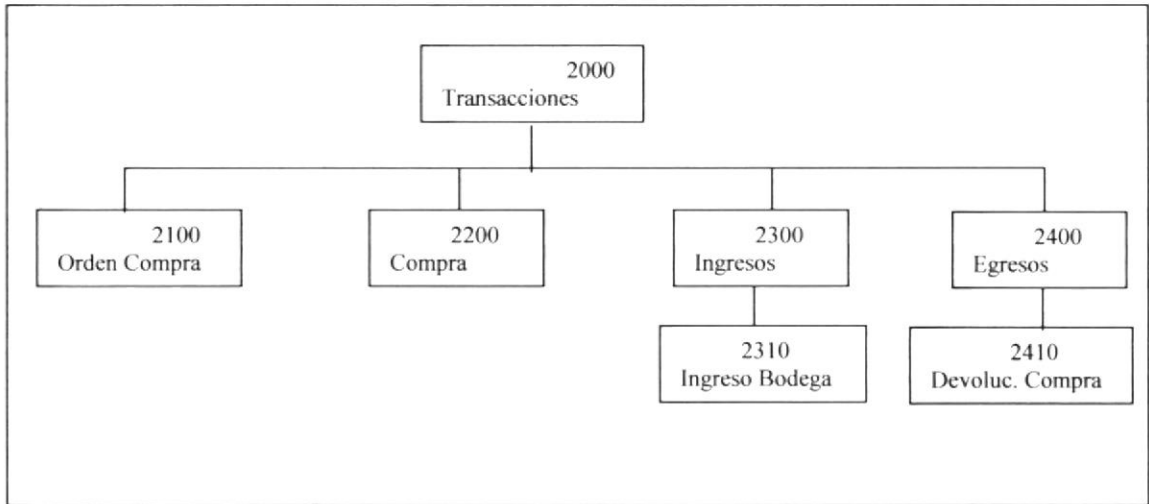 2000
Transacciones
2100
Orden Compra
2200
Compra
2300
Ingresos
2400
Egresos
2310
Ingreso Bodega
2410
Devoluc. Compra